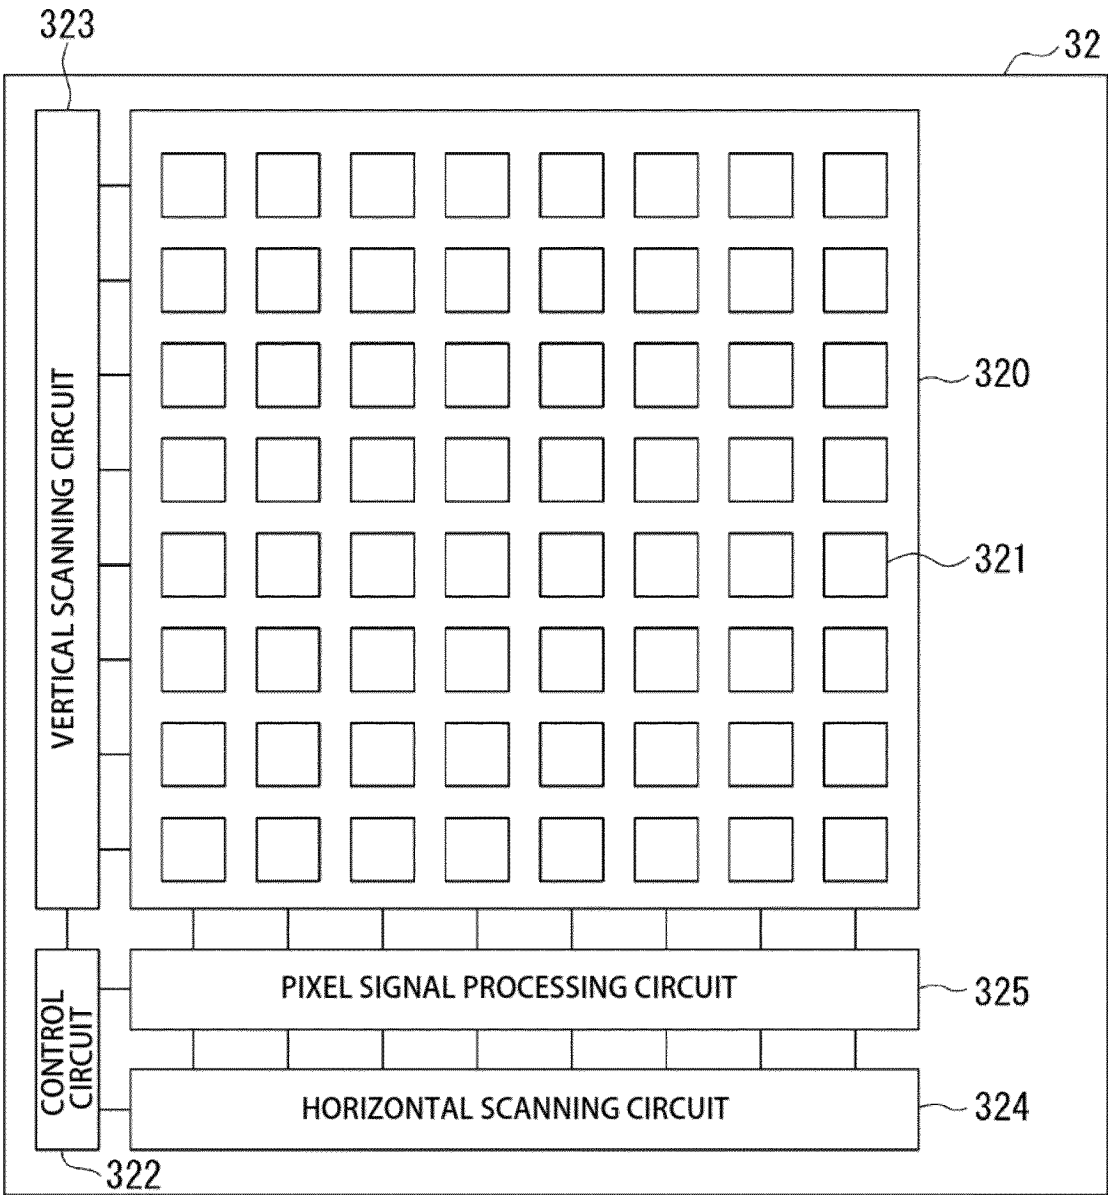 323
32
320
VERTICAL SCANNING CIRCUIT
321
PIXEL SIGNAL PROCESSING CIRCUIT
325
CONTROL
CIRCUIT
HORIZONTAL SCANNING CIRCUIT
324
322